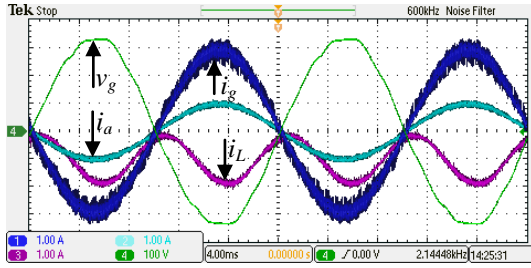 Tek Stop 600kHz Noise Filter
v_g
i_g
i_a
i_L
4
1 1.00 A 2 1.00 A
3 1.00 A 4 100 V
4.00ms 0.00000 s
4 / 0.00 V 2.14448kHz 14:25:31